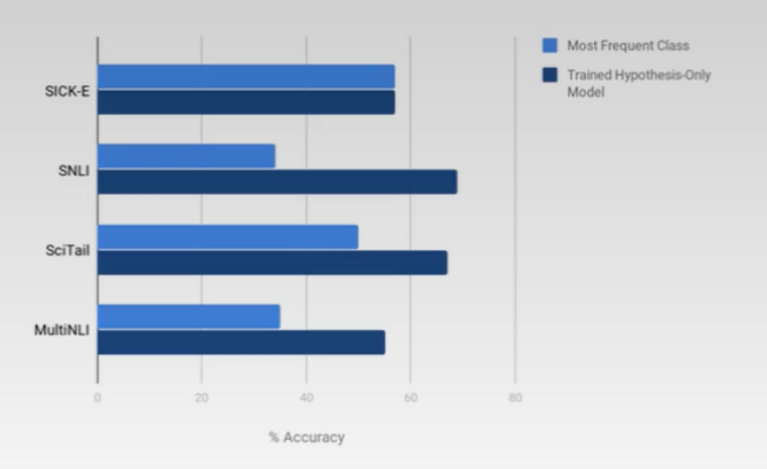 Most Frequent Class
Trained Hypothesis-Only
Model
SICK-E
SNLI
SciTail
MultiNLI
0 20 40 60 80
% Accuracy